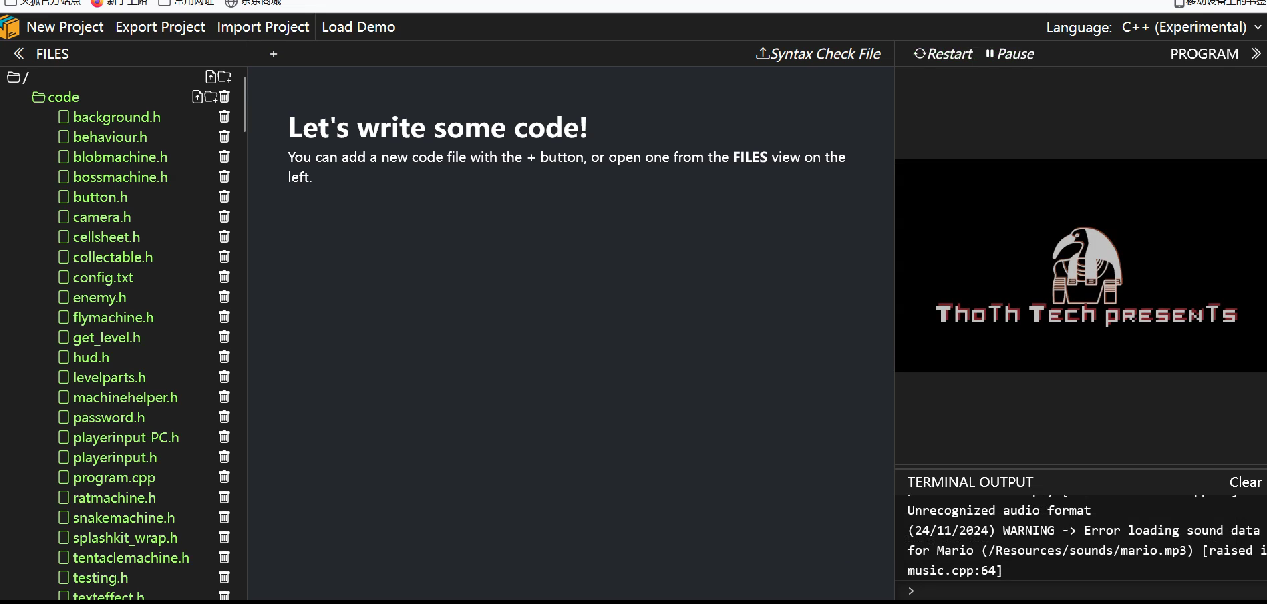 New Project Export Project Import Project Load Demo Language: C++ (Experimental)
FILES + Syntax Check File Restart Pause PROGRAM
/
code
background.h
behaviour.h
blobmachine.h
bossmachine.h
button.h
camera.h
cellsheet.h
collectable.h
config.txt
enemy.h
flymachine.h
get_level.h
hud.h
levelparts.h
machinehelper.h
password.h
playerinput PC.h
playerinput.h
program.cpp
ratmachine.h
snakemachine.h
splashkit_wrap.h
tentaclemachine.h
testing.h
texteffect.h
Let's write some code!
You can add a new code file with the + button, or open one from the FILES view on the
left.
Thoth Tech presents
TERMINAL OUTPUT Clear
Unrecognized audio format
(24/11/2024) WARNING -> Error loading sound data
for Mario (/Resources/sounds/mario.mp3) [raised i
music.cpp:64]
>